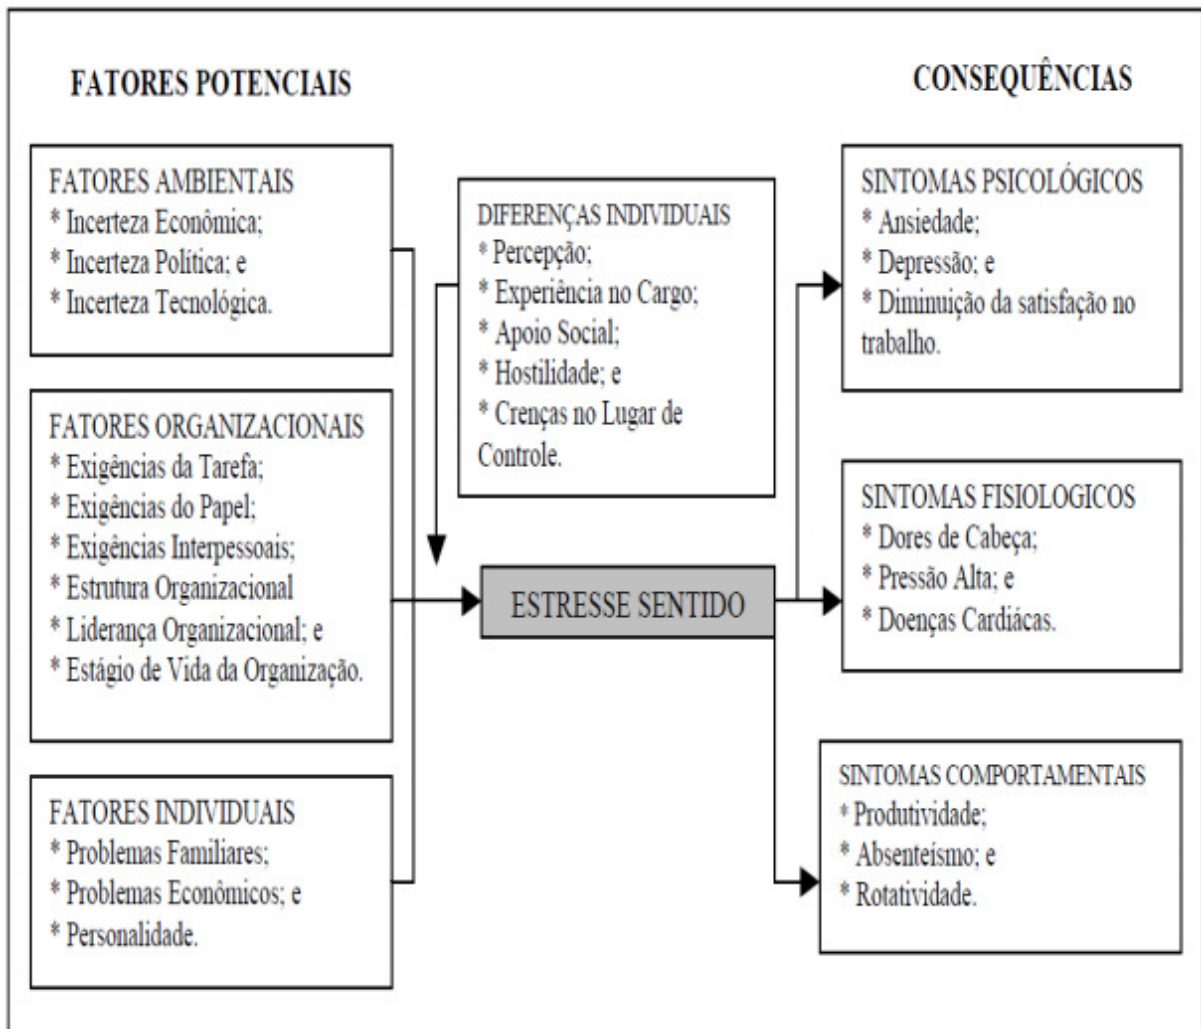 FATORES POTENCIAIS
FATORES AMBIENTAIS
* Incerteza Econômica;
* Incerteza Política; e
* Incerteza Tecnológica.
FATORES ORGANIZACIONAIS
* Exigências da Tarefa;
* Exigências do Papel;
* Exigências Interpessoais;
* Estrutura Organizacional
* Liderança Organizacional; e
* Estágio de Vida da Organização.
FATORES INDIVIDUAIS
* Problemas Familiares;
* Problemas Econômicos; e
* Personalidade.
DIFERENÇAS INDIVIDUAIS
* Percepção;
* Experiência no Cargo;
* Apoio Social;
* Hostilidade; e
* Crenças no Lugar de
Controle.
ESTRESSE SENTIDO
CONSEQUÊNCIAS
SINTOMAS PSICOLÓGICOS
* Ansiedade;
* Depressão; e
* Diminuição da satisfação no
trabalho.
SINTOMAS FISIOLOGICOS
* Dores de Cabeça;
* Pressão Alta; e
* Doenças Cardiácas.
SINTOMAS COMPORTAMENTAIS
* Produtividade;
* Absenteísmo; e
* Rotatividade.